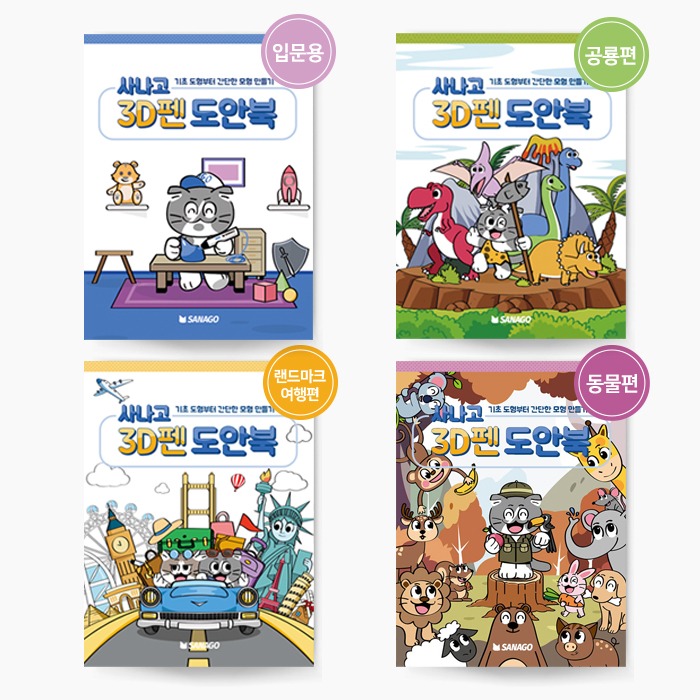 입문용
기초 도형부터 간단한 모형 만들기
사나고
3D펜 도안북
SANAGO
공룡편
기초 도형부터 간단한 모형 만들기
사나고
3D펜 도안북
SANAGO
랜드마크
여행편
기초 도형부터 간단한 모형 만들기
사나고
3D펜 도안북
SANAGO
동물편
기초 도형부터 간단한 모형 만들기
사나고
3D펜 도안북
SANAGO